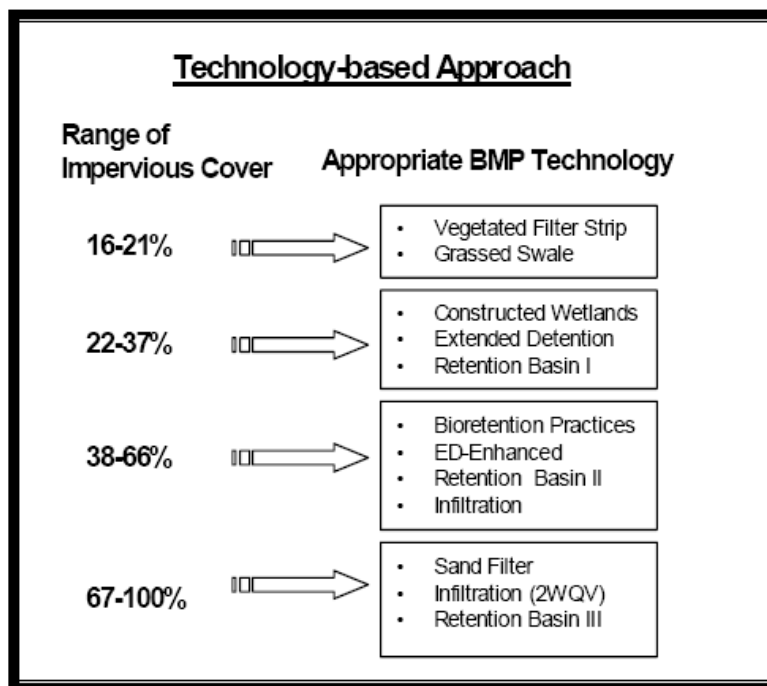 Technology-based Approach
Range of
Impervious Cover
Appropriate BMP Technology
16-21%
• Vegetated Filter Strip
• Grassed Swale
22-37%
• Constructed Wetlands
• Extended Detention
• Retention Basin I
38-66%
• Bioretention Practices
• ED-Enhanced
• Retention Basin II
• Infiltration
67-100%
• Sand Filter
• Infiltration (2WQV)
• Retention Basin III